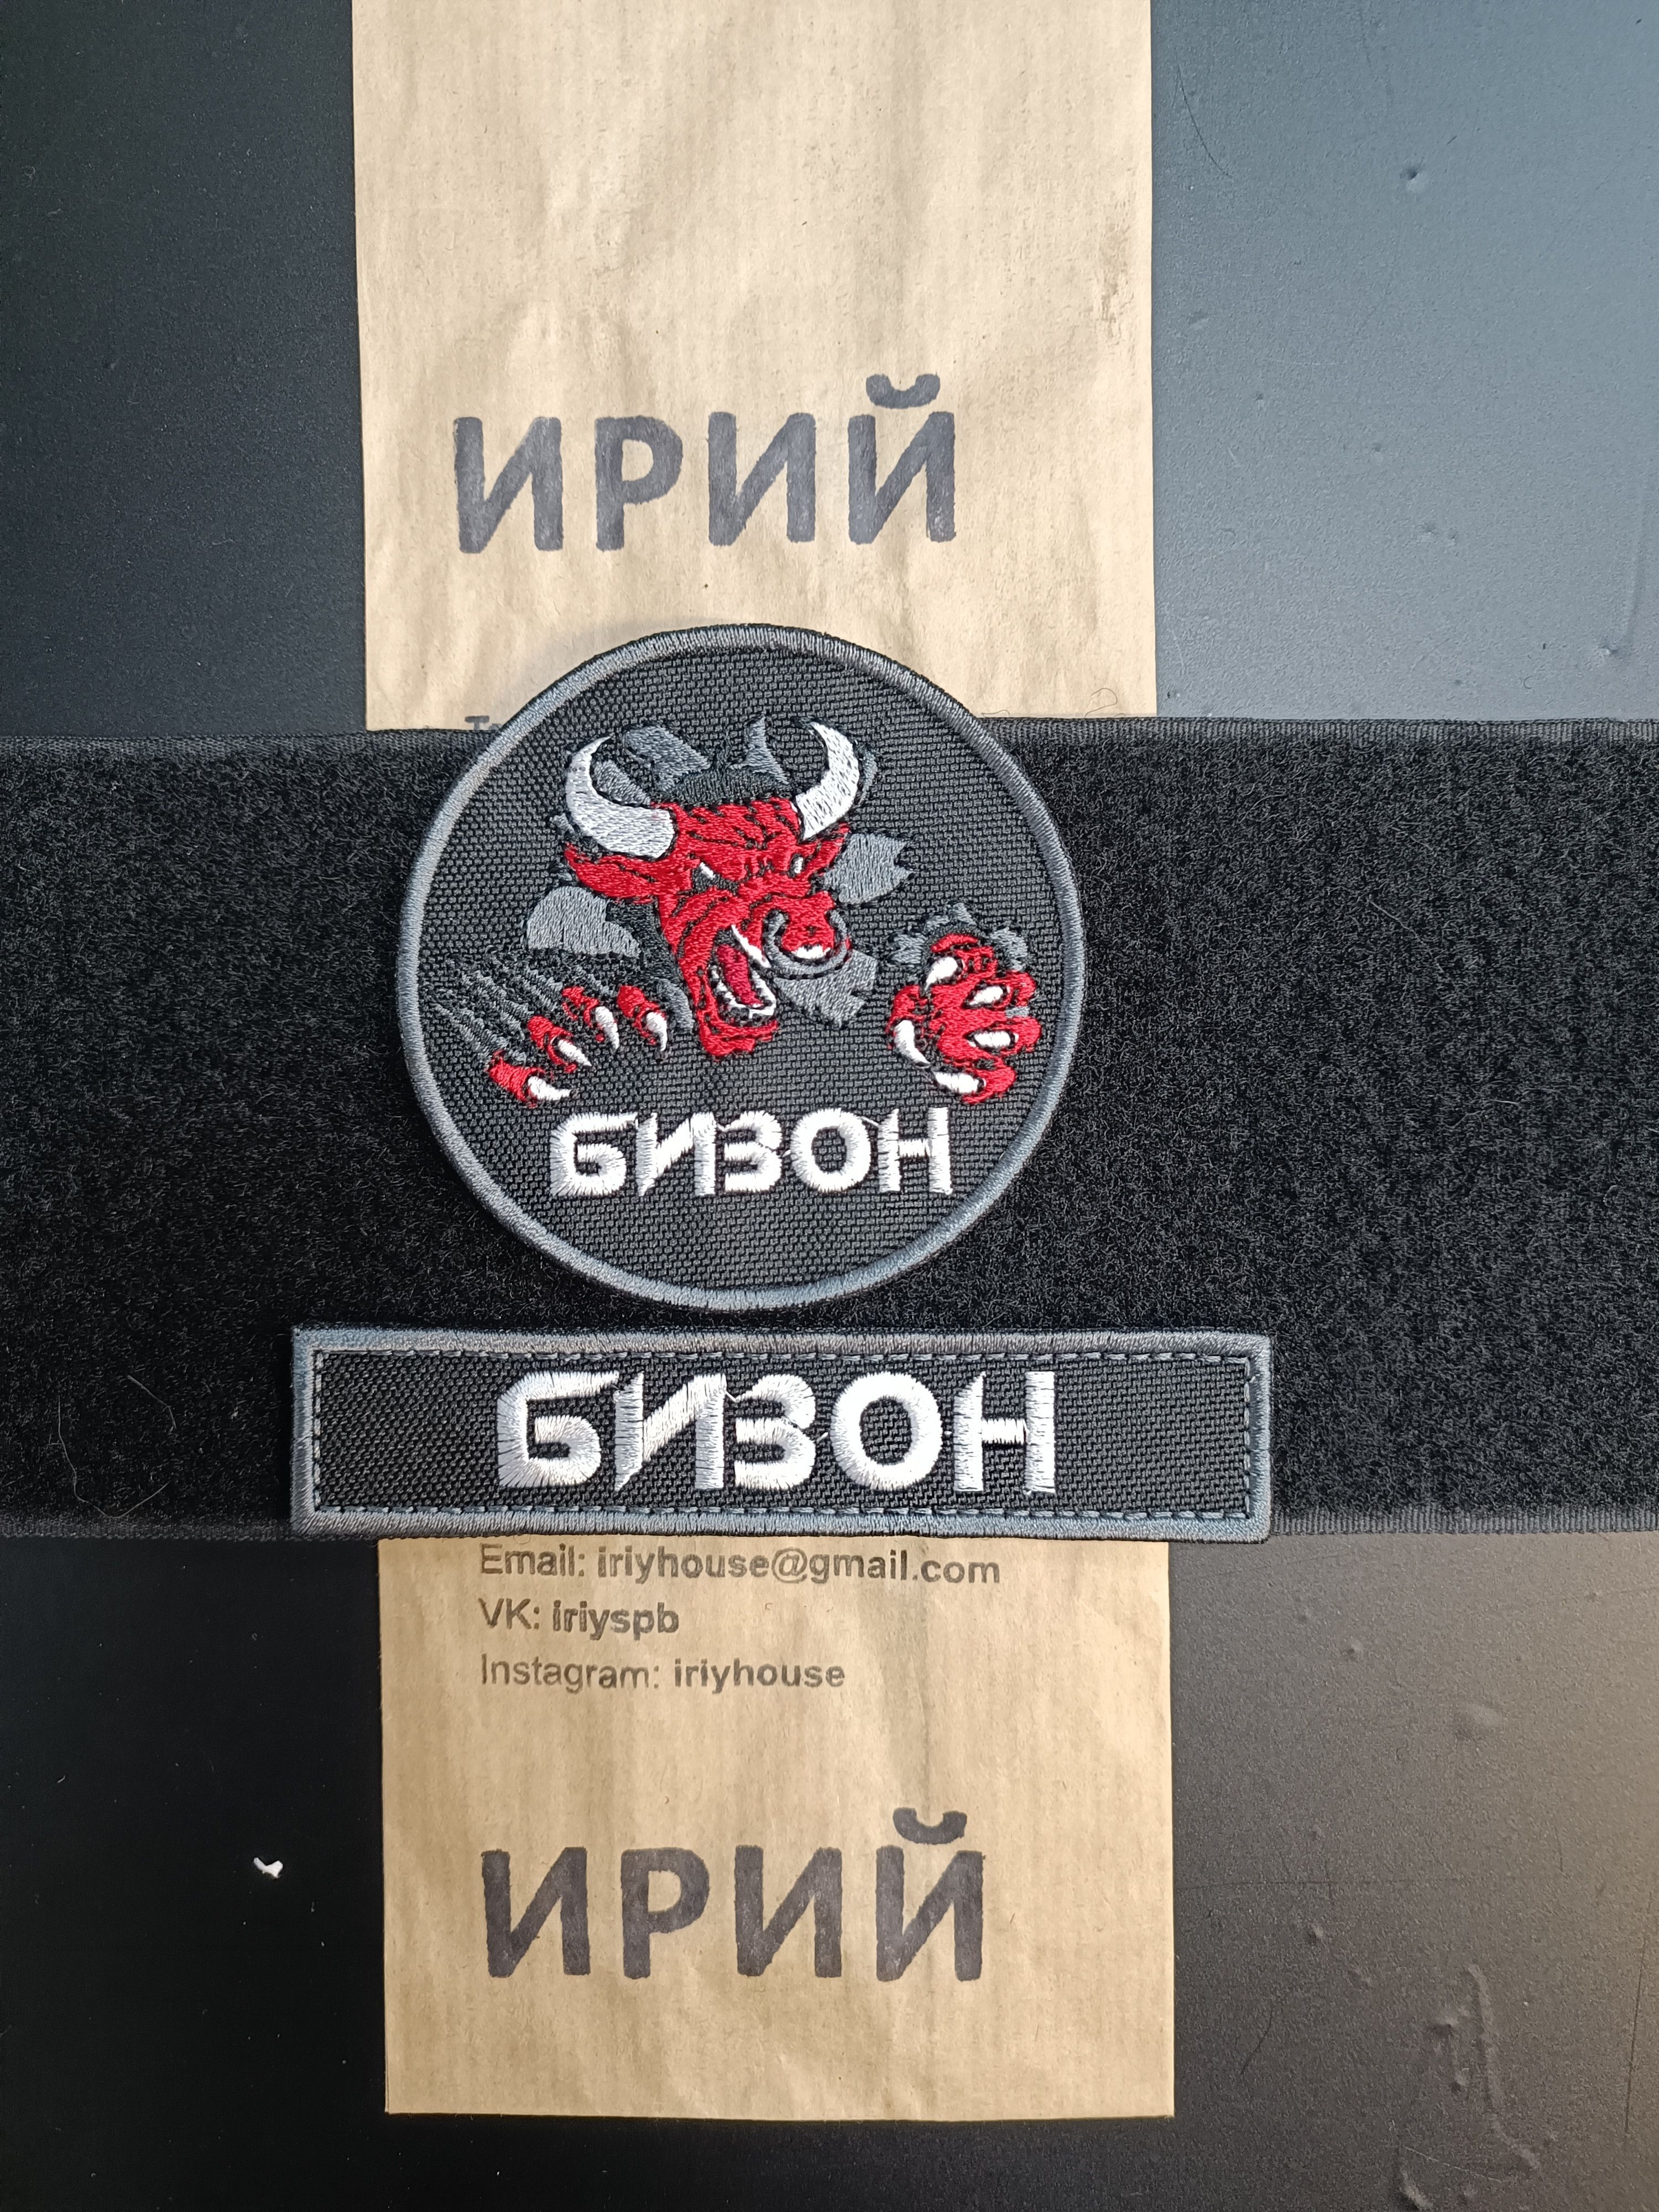 ИРИЙ
БИЗОН
БИЗОН
Email: iriyhouse@gmail.com
VK: iriyspb
Instagram: iriyhouse
ИРИЙ